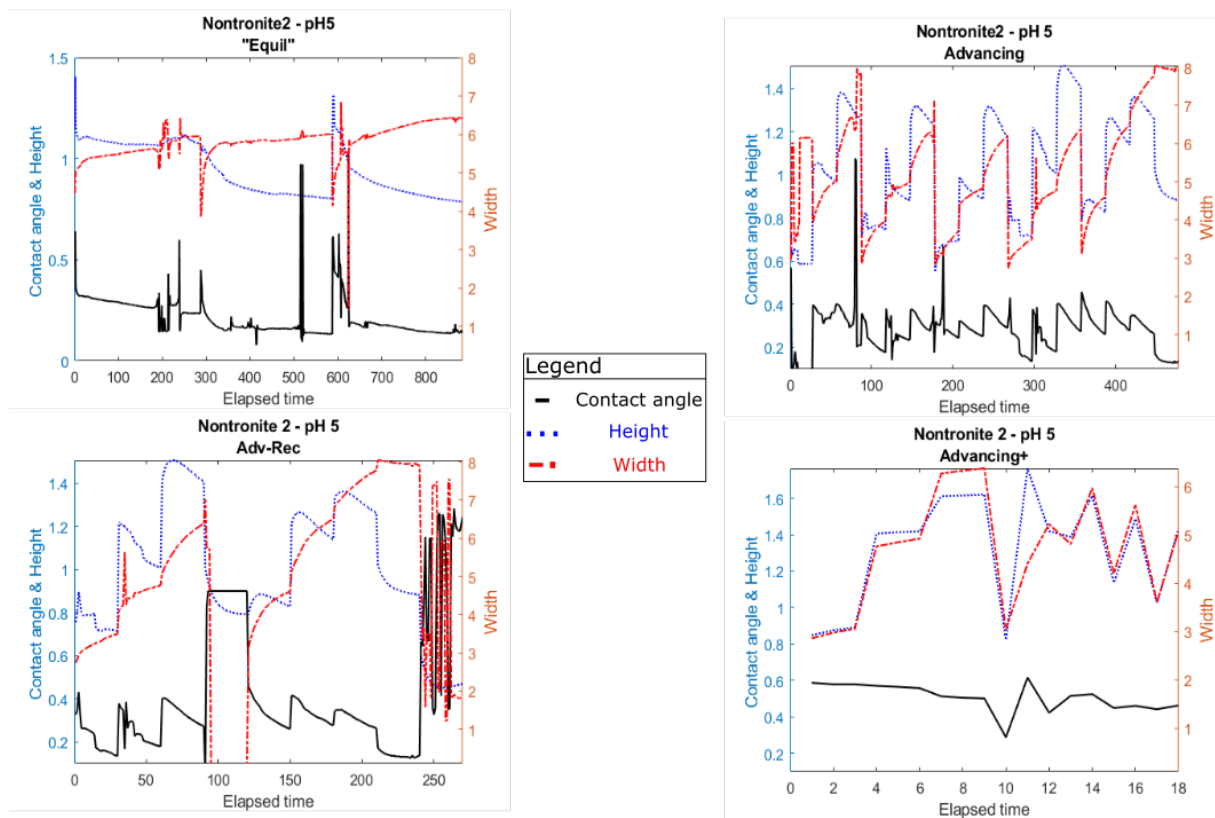 Nontronite2 - pH5
"Equil"
1.5
1
0.5
0
Contact angle & Height
8
7
6
5
4
3
2
1
Width
0 100 200 300 400 500 600 700 800
Elapsed time
Nontronite2 - pH 5
Advancing
1.4
1.2
1
0.8
0.6
0.4
0.2
Contact angle & Height
8
7
6
5
4
3
2
1
Width
0 100 200 300 400
Elapsed time
Legend
Contact angle
Height
Width
Nontronite 2 - pH 5
Adv-Rec
1.4
1.2
1
0.8
0.6
0.4
0.2
Contact angle & Height
8
7
6
5
4
3
2
1
Width
0 50 100 150 200 250
Elapsed time
Nontronite 2 - pH 5
Advancing+
1.6
1.4
1.2
1
0.8
0.6
0.4
0.2
Contact angle & Height
6
5
4
3
2
1
Width
0 2 4 6 8 10 12 14 16 18
Elapsed time